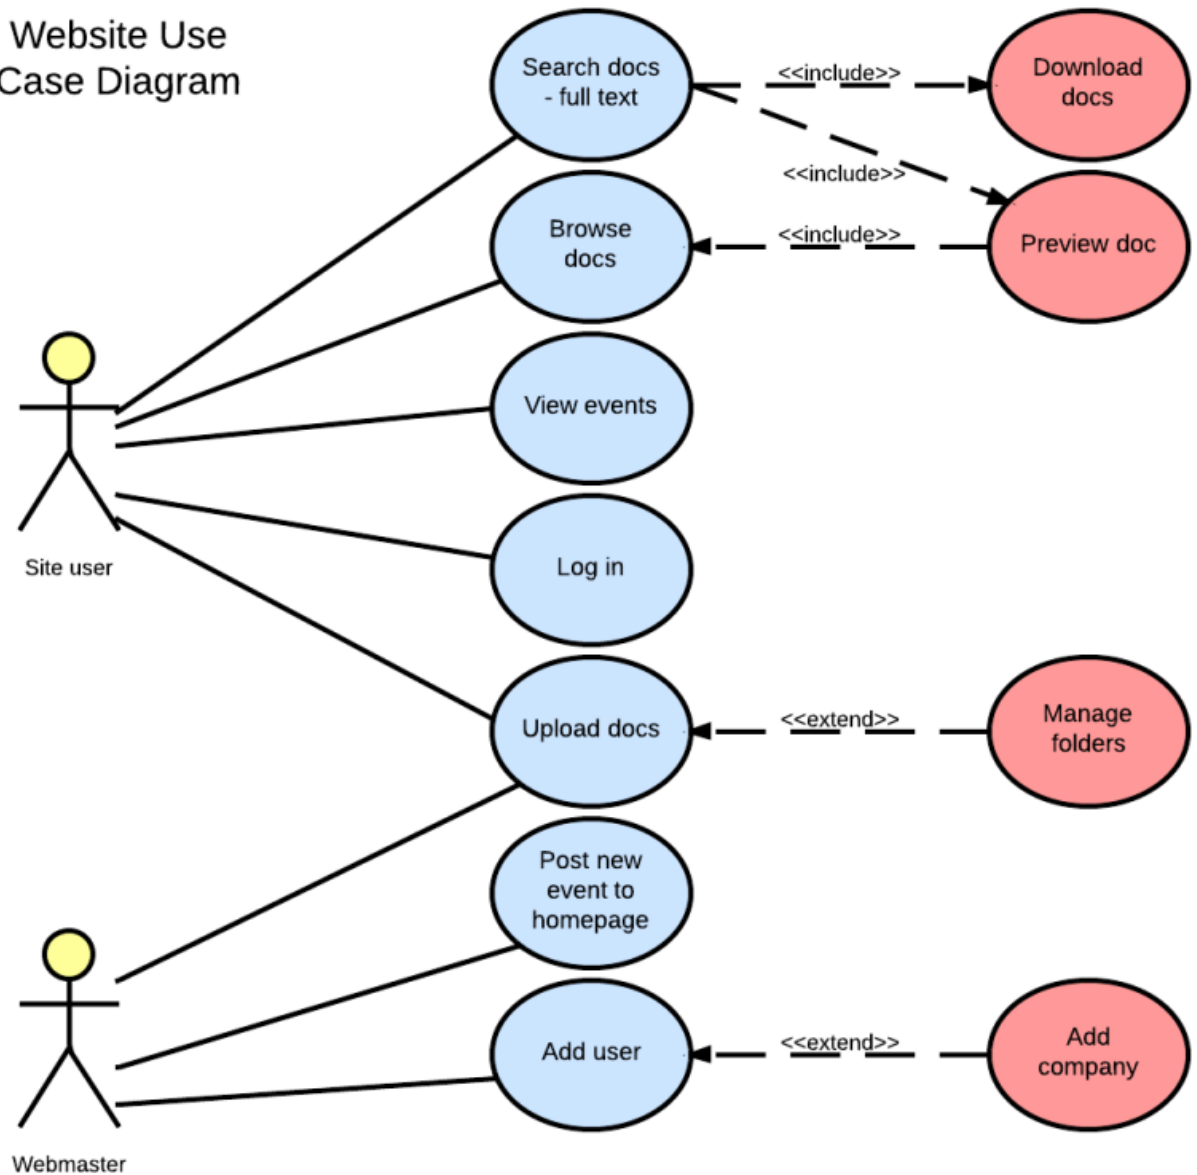 Website Use
Case Diagram
Search docs
- full text
<<include>>
Download
docs
<<include>>
Browse
docs
<<include>>
Preview doc
View events
Site user
Log in
Upload docs
<<extend>>
Manage
folders
Post new
event to
homepage
Add user
<<extend>>
Add
company
Webmaster